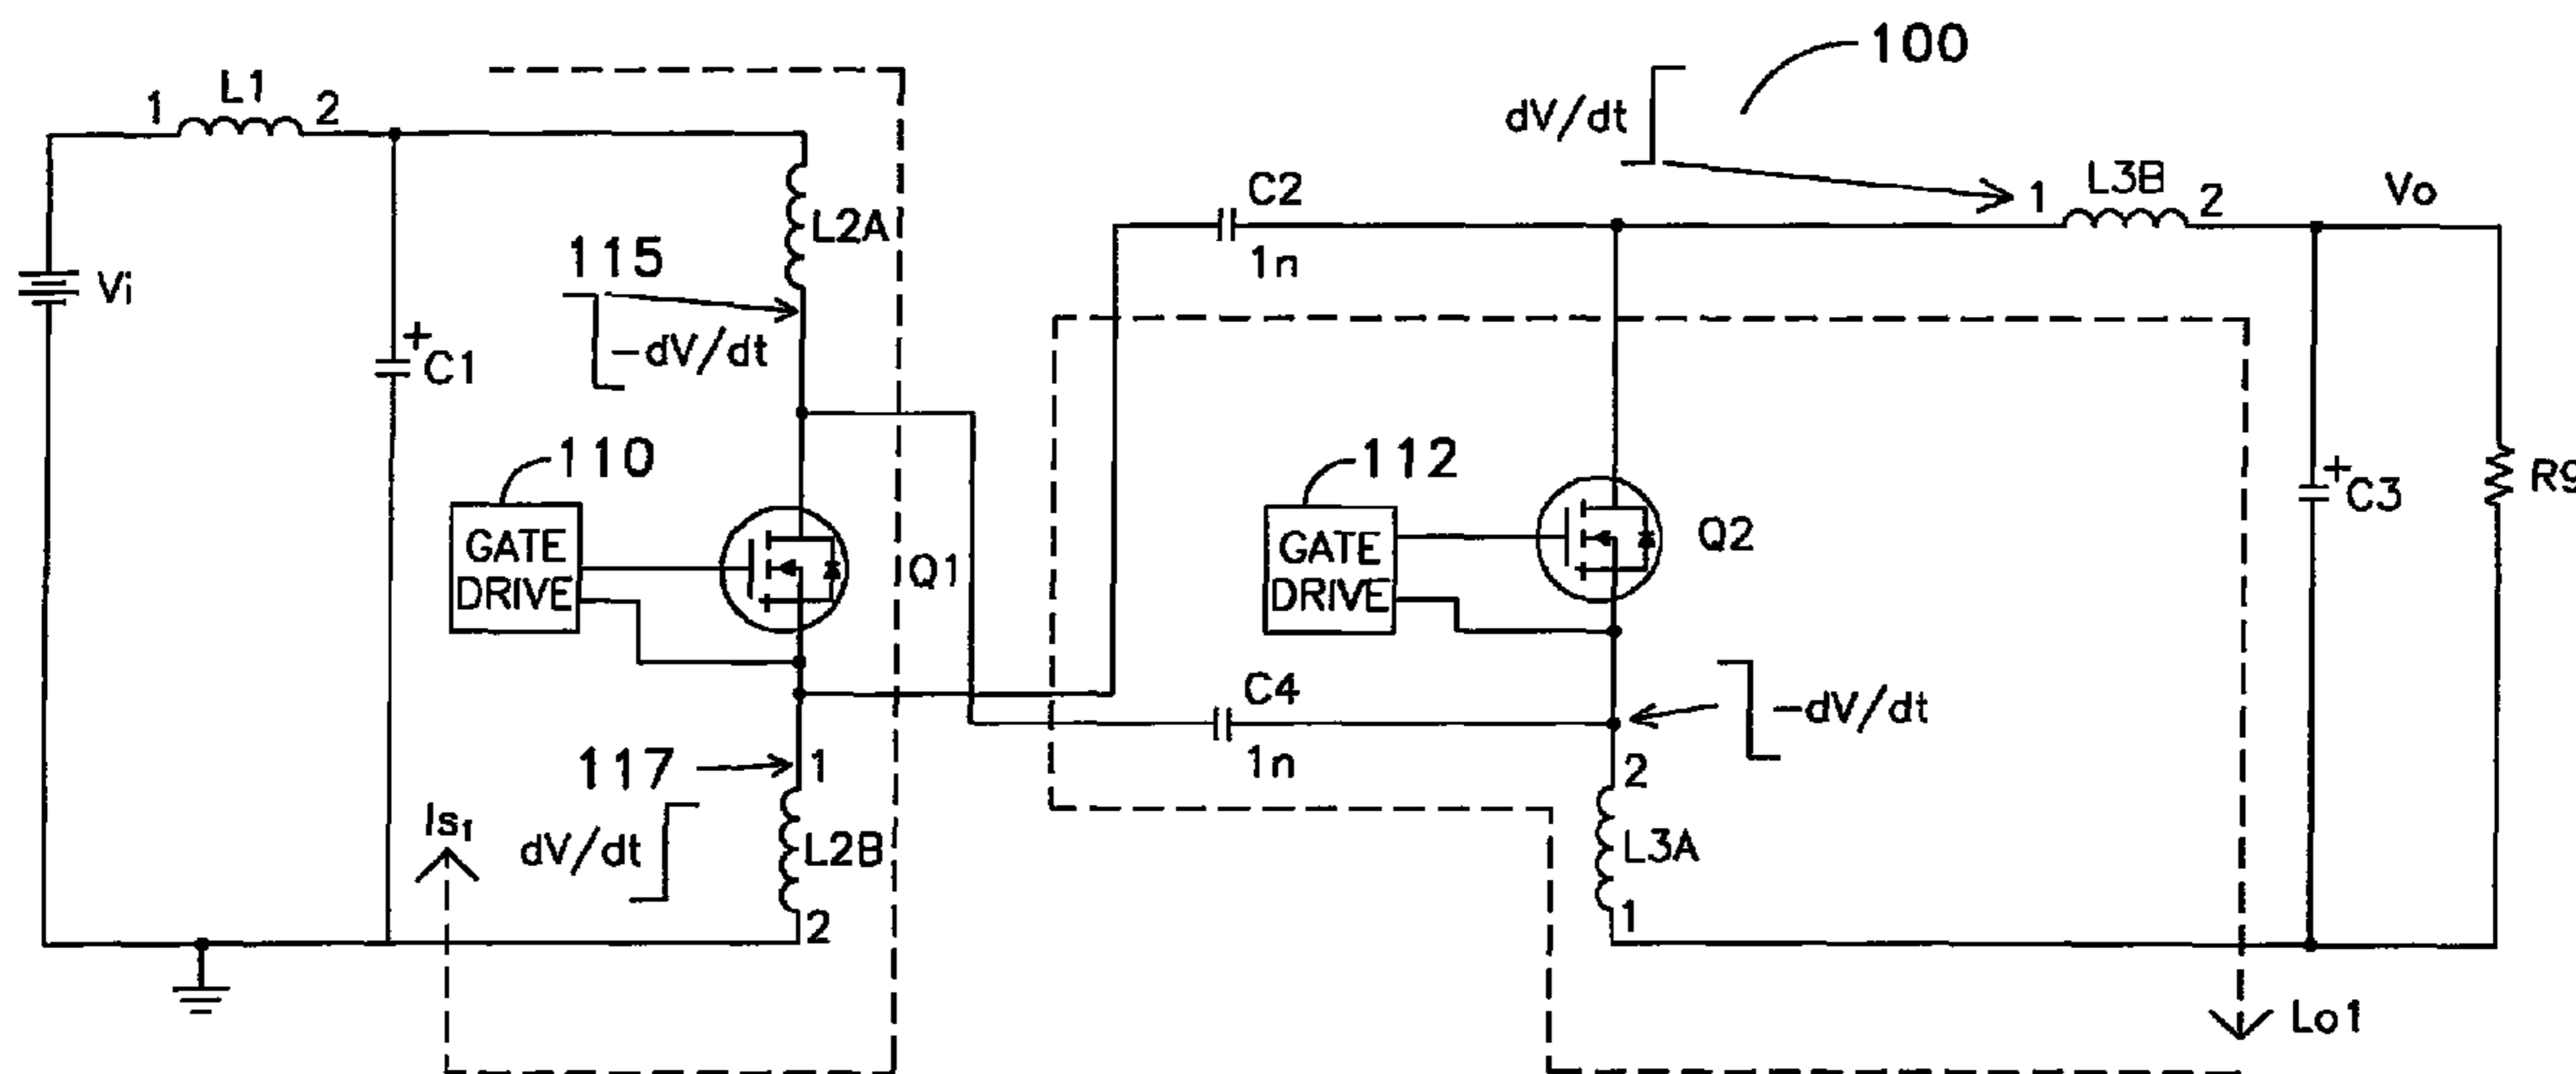 100
L1
1
2
dV/dt
C2
1
L3B
2
Vo
L2A
115
1n
Vi
-dV/dt
+
C1
110
112
+
C3
R9
GATE
DRIVE
Q1
GATE
DRIVE
Q2
C4
-dV/dt
117
1
1n
2
Is1
dV/dt
L2B
L3A
2
1
Lo1